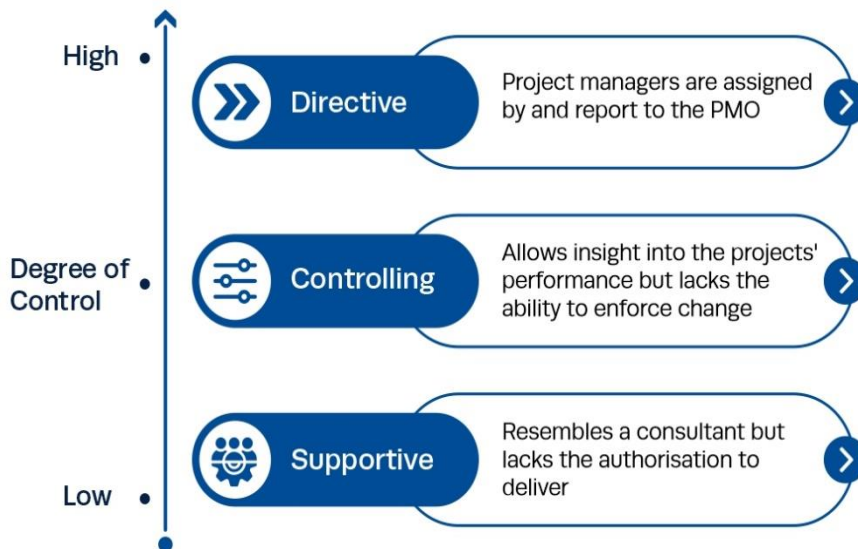 High
Directive
Project managers are assigned
by and report to the PMO
Degree of
Control
Controlling
Allows insight into the projects'
performance but lacks the
ability to enforce change
Low
Supportive
Resembles a consultant but
lacks the authorisation to
deliver